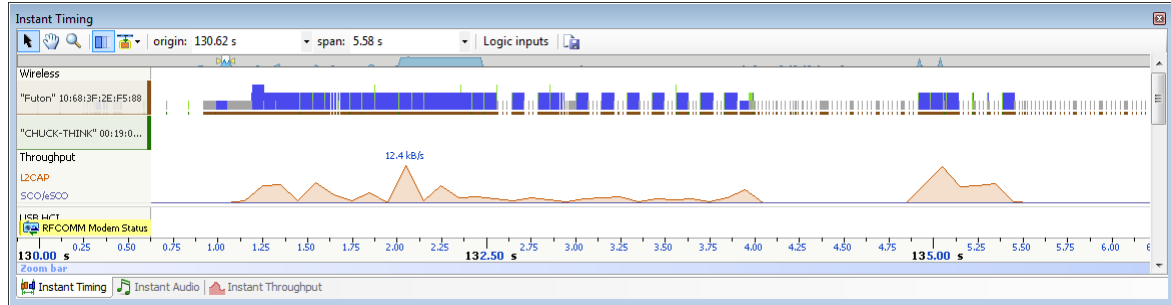 Instant Timing
origin: 130.62 s span: 5.58 s Logic inputs
Wireless
"Futon" 10:68:3F:2E:F5:88
"CHUCK-THINK" 00:19:0...
Throughput
12.4 kB/s
L2CAP
SCO/eSCO
USB HCI
RFCOMM Modem Status
0.25 0.50 0.75 1.00 1.25 1.50 1.75 2.00 2.25 2.75 3.00 3.25 3.50 3.75 4.00 4.25 4.50 4.75 5.25 5.50 5.75 6.00 6
130.00 s 132.50 s 135.00 s
Zoom bar
Instant Timing Instant Audio Instant Throughput